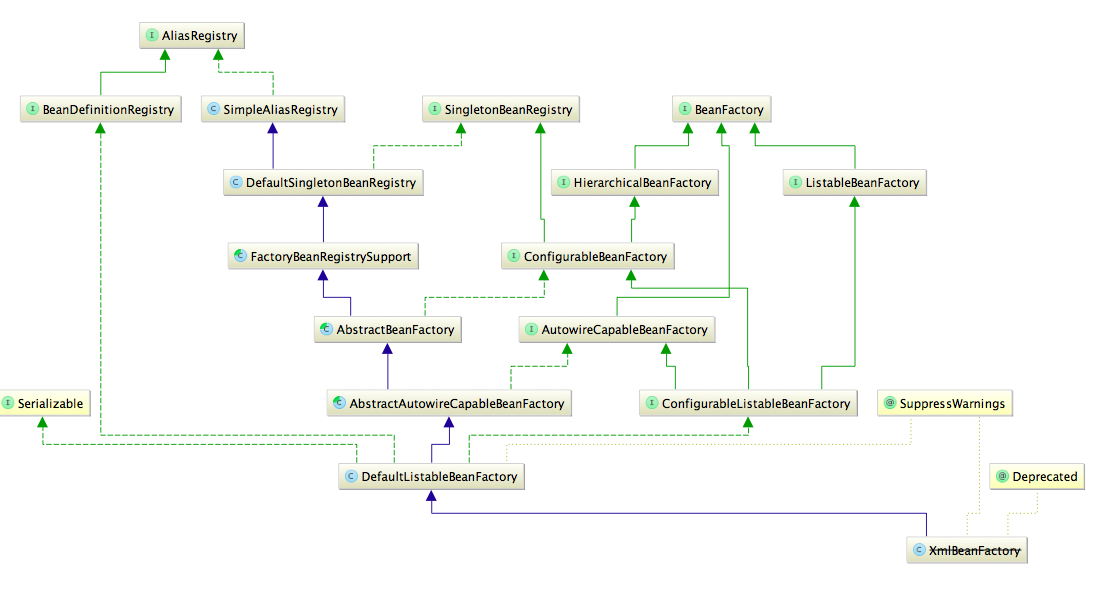 I AliasRegistry
I BeanDefinitionRegistry
C SimpleAliasRegistry
I SingletonBeanRegistry
I BeanFactory
C DefaultSingletonBeanRegistry
I HierarchicalBeanFactory
I ListableBeanFactory
C FactoryBeanRegistrySupport
I ConfigurableBeanFactory
C AbstractBeanFactory
I AutowireCapableBeanFactory
I Serializable
C AbstractAutowireCapableBeanFactory
I ConfigurableListableBeanFactory
@ SuppressWarnings
C DefaultListableBeanFactory
@ Deprecated
C XmlBeanFactory